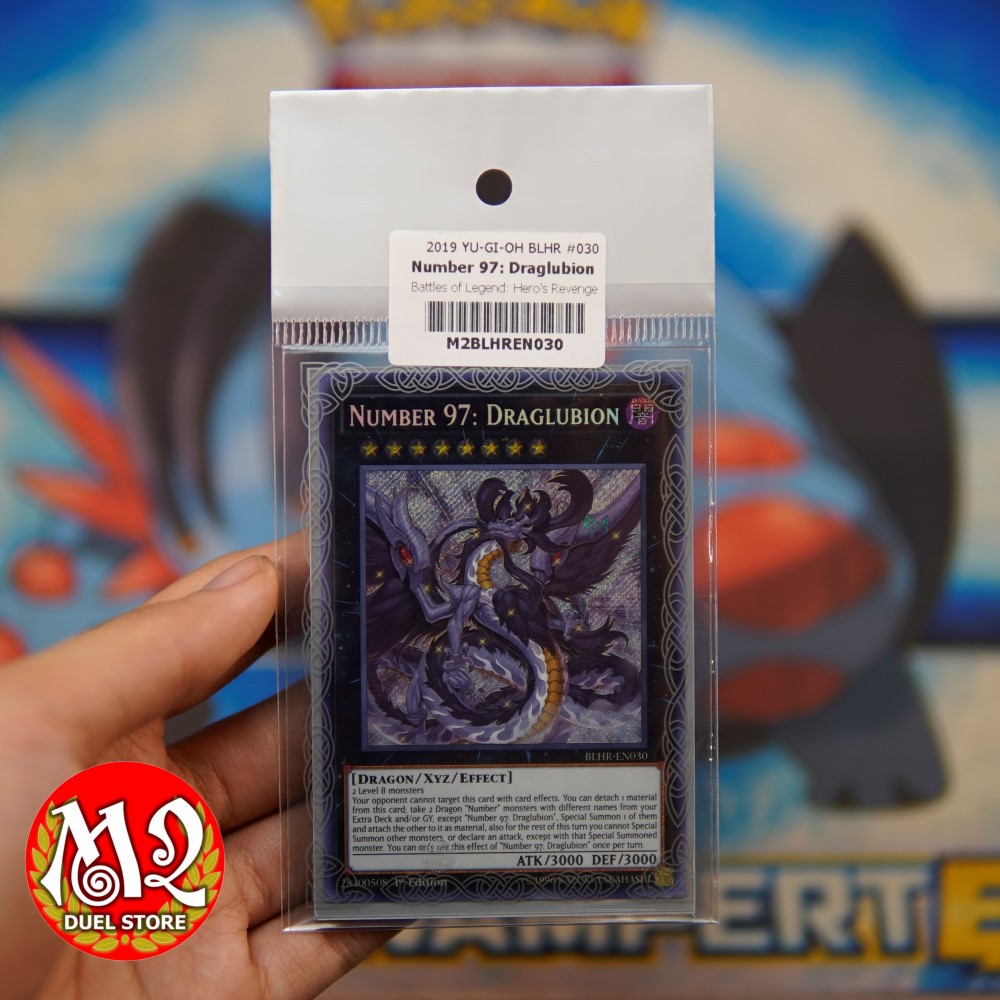 2019 YU-GI-OH BLHR #030
Number 97: Draglubion
Battles of Legend: Hero's Revenge
M2BLHREN030
NUMBER 97: DRAGLUBION
DARK
闇
BLHR-EN030
[DRAGON/XYZ/EFFECT]
2 Level 8 monsters
Your opponent cannot target this card with card effects. You can detach 1 material
from this card; take 2 Dragon "Number" monsters with different names from your
Extra Deck and/or GY, except "Number 97: Draglubion", Special Summon 1 of them
and attach the other to it as material, also for the rest of this turn you cannot Special
Summon other monsters, or declare an attack, except with that Special Summoned
monster. You can only use this effect of "Number 97: Draglubion" once per turn.
ATK/3000 DEF/3000
28400508 1st Edition
TAKAHASHI
M2
DUEL STORE